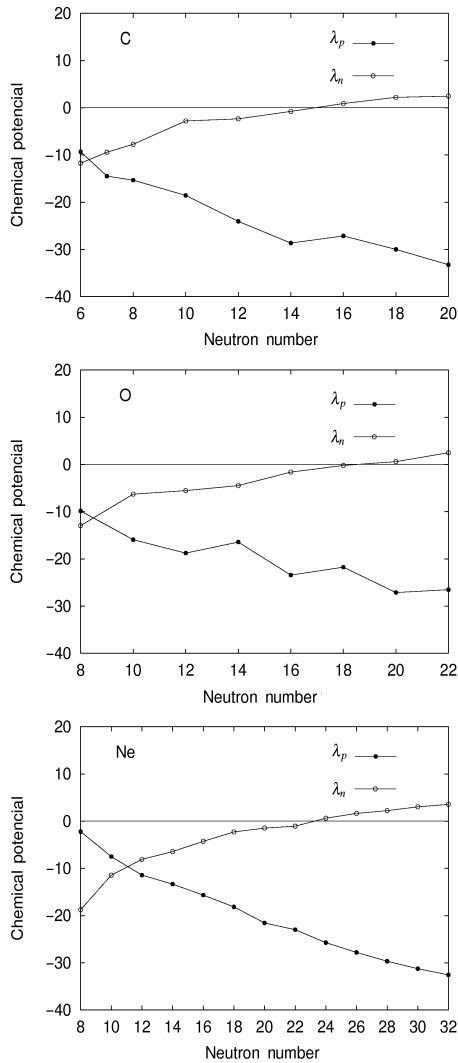 20
C
λp
10
λn
0
Chemical potencial
−10
−20
−30
−40
6 8 10 12 14 16 18 20
Neutron number
20
O
λp
10
λn
0
Chemical potencial
−10
−20
−30
−40
8 10 12 14 16 18 20 22
Neutron number
20
Ne
λp
10
λn
0
Chemical potencial
−10
−20
−30
−40
8 10 12 14 16 18 20 22 24 26 28 30 32
Neutron number